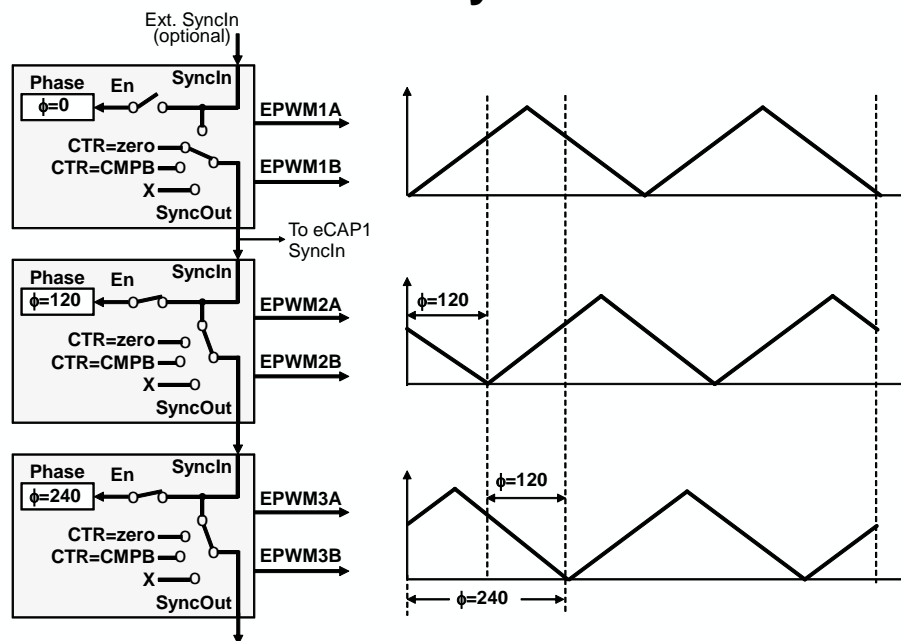 Ext. SyncIn
(optional)
Phase
En
SyncIn
φ=0
CTR=zero
CTR=CMPB
X
SyncOut
EPWM1A
EPWM1B
To eCAP1
SyncIn
Phase
En
SyncIn
φ=120
CTR=zero
CTR=CMPB
X
SyncOut
EPWM2A
EPWM2B
φ=120
Phase
En
SyncIn
φ=240
CTR=zero
CTR=CMPB
X
SyncOut
EPWM3A
EPWM3B
φ=120
φ=240